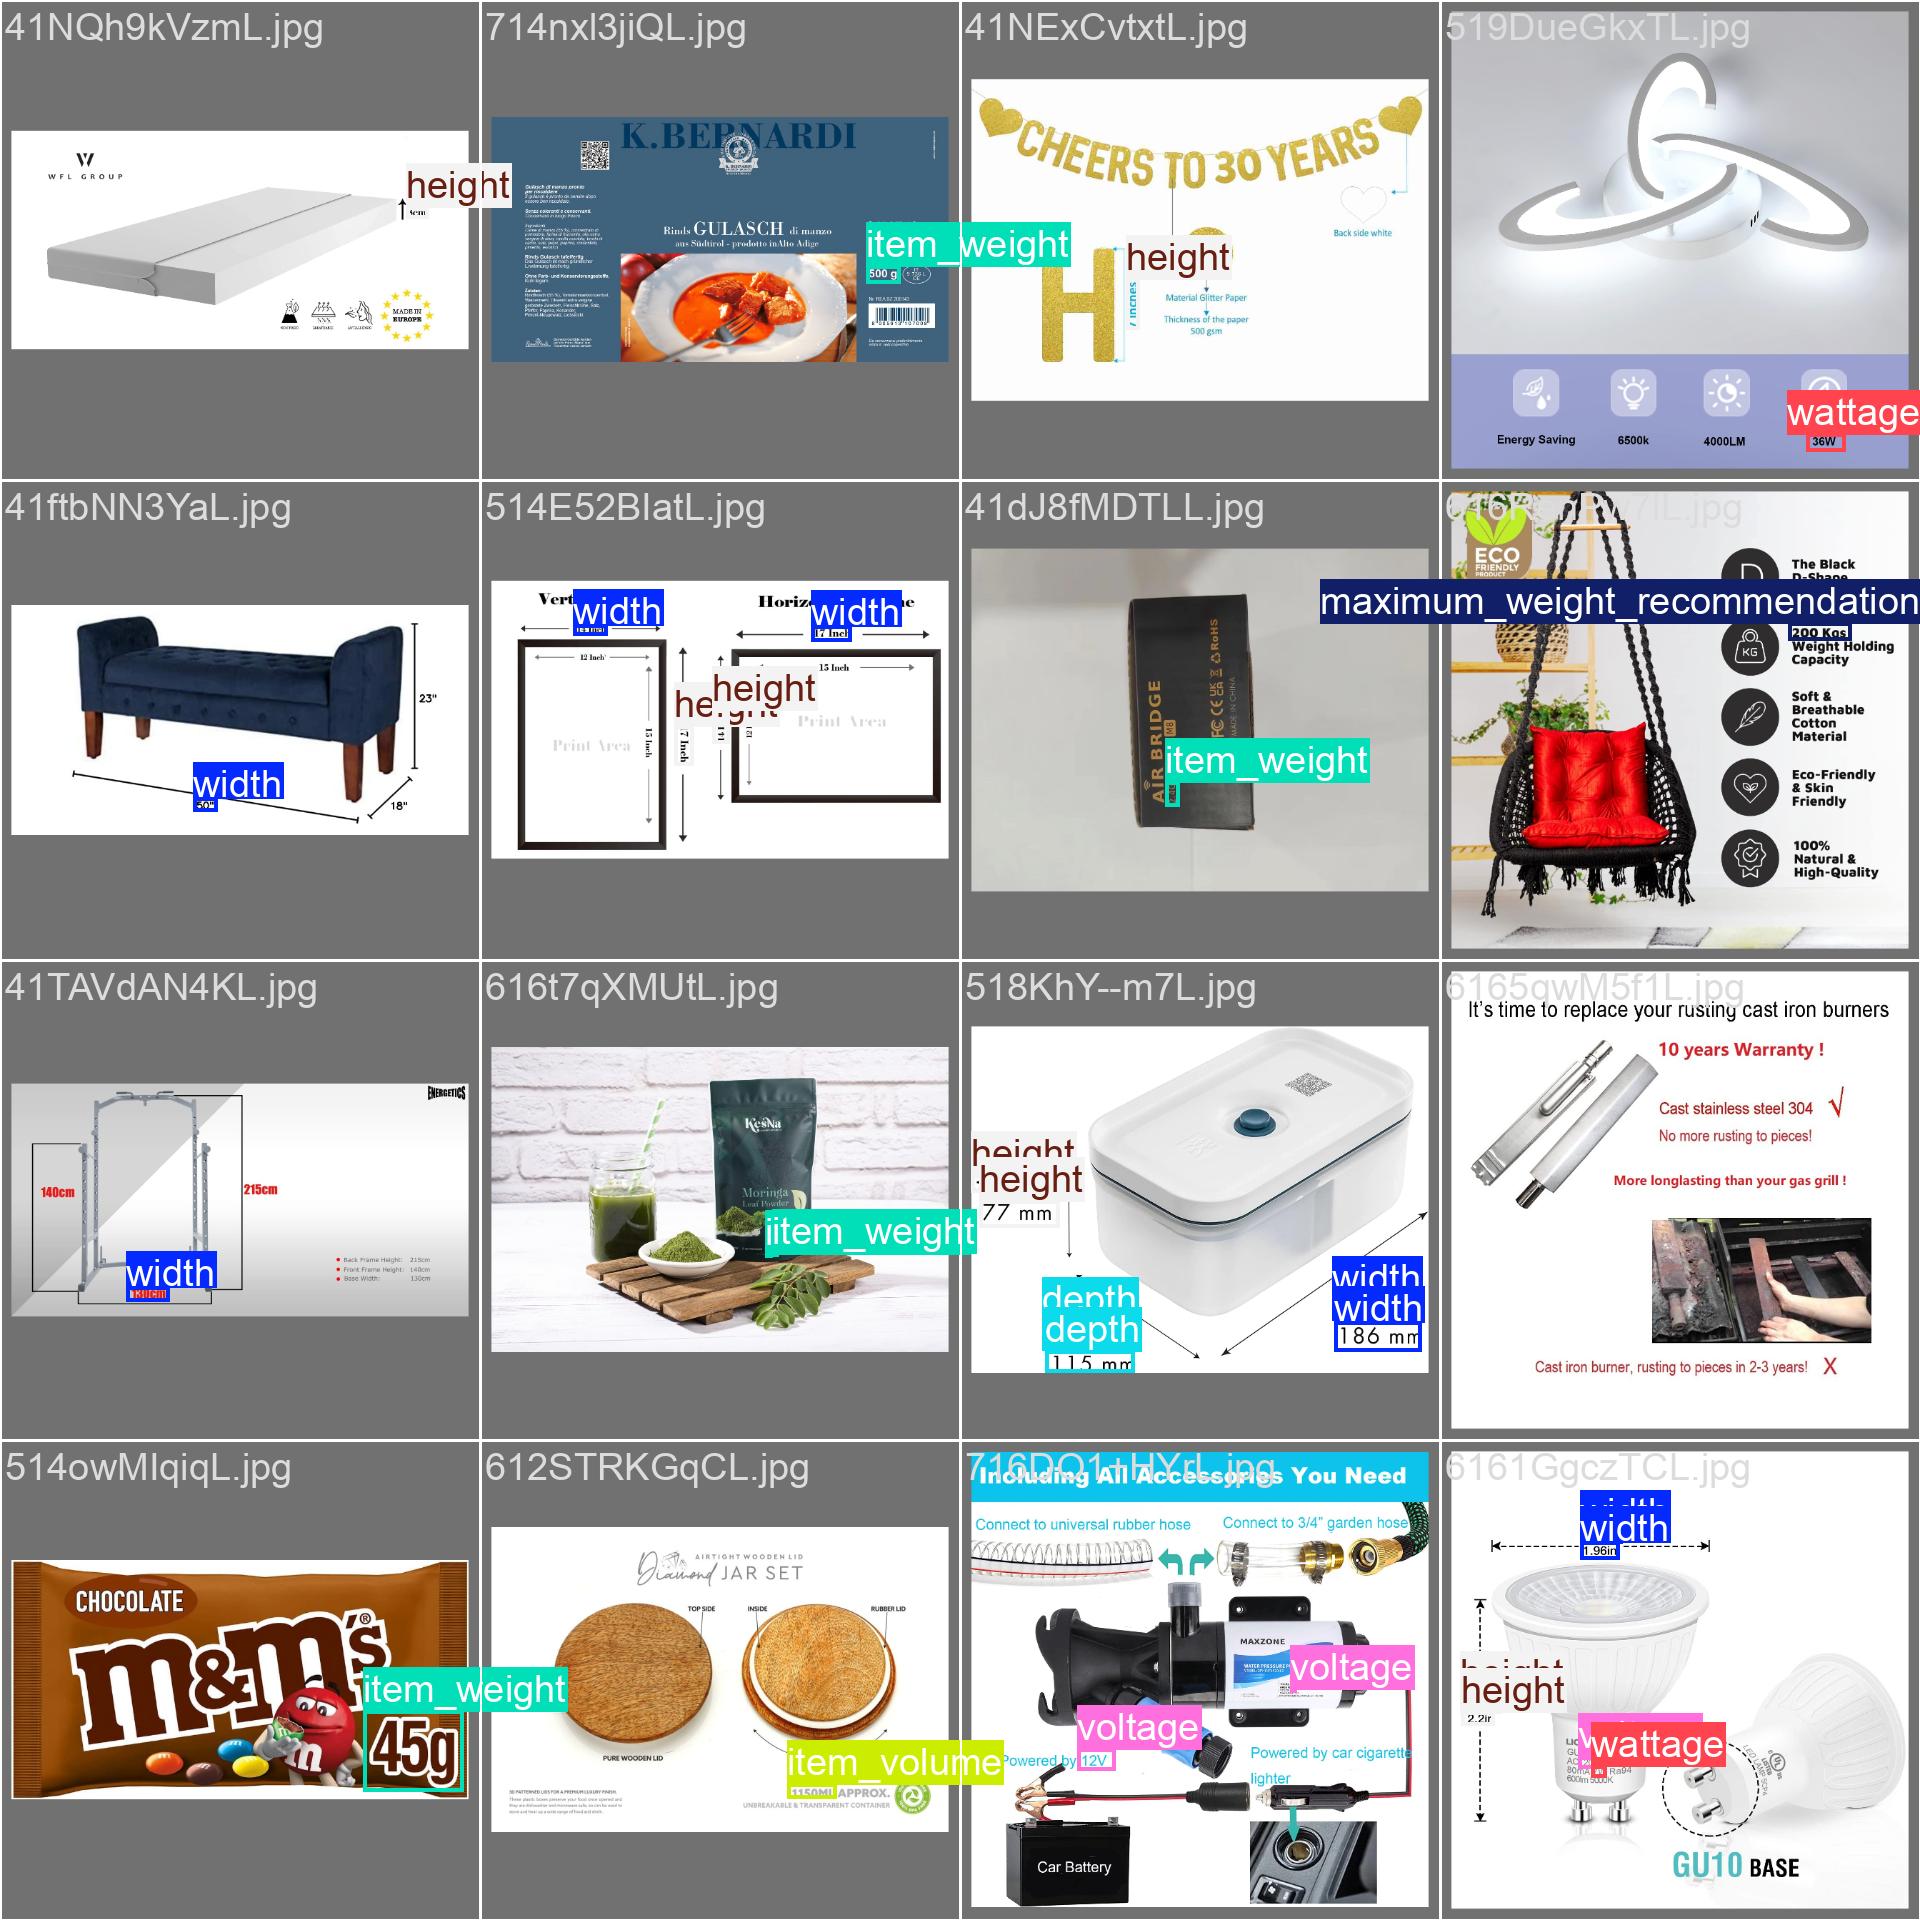 41NQh9kVzmL.jpg
WFL GROUP
height
MADE IN
EUROPE
714nxl3jiQL.jpg
K.BERNARDI
Rinds GULASCH di manzo
aus Südtirol - prodotto in Alto Adige
item_weight
500 g
41NExCvtxtL.jpg
CHEERS TO 30 YEARS
Back side white
height
H
7 inches
Material Glitter Paper
Thickness of the paper
500 gsm
519DueGkxTL.jpg
wattage
Energy Saving
6500k
4000LM
36W
41ftbNN3YaL.jpg
23"
width
50"
18"
514E52BIatL.jpg
width
width
17 Inch
12 Inch
15 Inch
height
height
Print Area
Print Area
15 Inch
41dJ8fMDTLL.jpg
AIR BRIDGE
M8
FC CE UK RoHS
MADE IN CHINA
item_weight
ECO
FRIENDLY
PRODUCT
The Black
D-Shape
maximum_weight_recommendation
200 Kgs
Weight Holding
Capacity
KG
Soft &
Breathable
Cotton
Material
Eco-Friendly
& Skin
Friendly
100%
Natural &
High-Quality
41TAVdAN4KL.jpg
ENERGETICS
140cm
215cm
width
130cm
Back Frame Height: 215cm
Front Frame Height: 140cm
Base Width: 130cm
616t7qXMUtL.jpg
KesNa
Moringa
Leaf Powder
item_weight
518KhY--m7L.jpg
height
height
77 mm
depth
depth
115 mm
width
width
186 mm
6165qwM5f1L.jpg
It's time to replace your rusting cast iron burners
10 years Warranty !
Cast stainless steel 304 √
No more rusting to pieces!
More longlasting than your gas grill !
Cast iron burner, rusting to pieces in 2-3 years! X
514owMIqiqL.jpg
CHOCOLATE
m&m's®
m
item_weight
45g
612STRKGqCL.jpg
AIRTIGHT WOODEN LID
Diamond JAR SET
TOP SIDE
INSIDE
RUBBER LID
PURE WOODEN LID
item_volume
1150ML APPROX.
UNBREAKABLE & TRANSPARENT CONTAINER
716DO1+HYrL.jpg
Including All Accessories You Need
Connect to universal rubber hose
Connect to 3/4" garden hose
MAXZONE
voltage
voltage
Powered by 12V
Powered by car cigarette
lighter
Car Battery
6161GgczTCL.jpg
width
width
1.96in
height
height
2.2in
wattage
Ra94
600lm 5000K
GU10 BASE